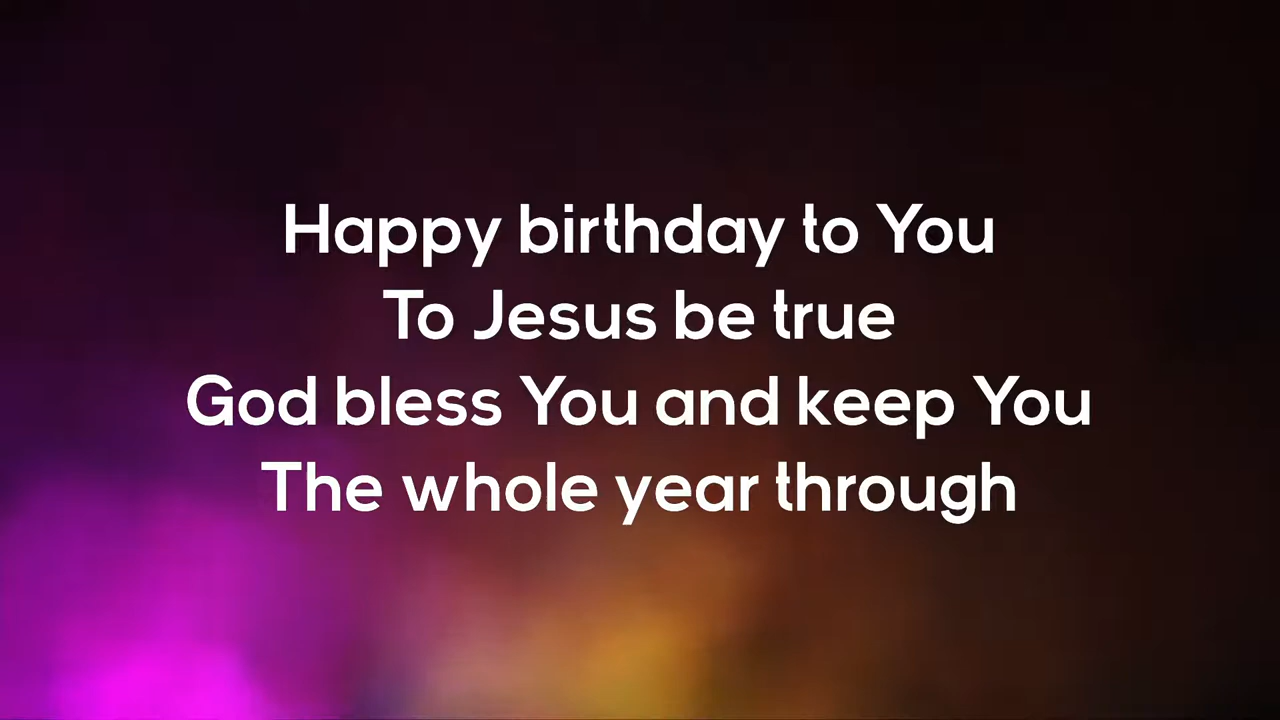 Happy birthday to You
To Jesus be true
God bless You and keep You
The whole year through